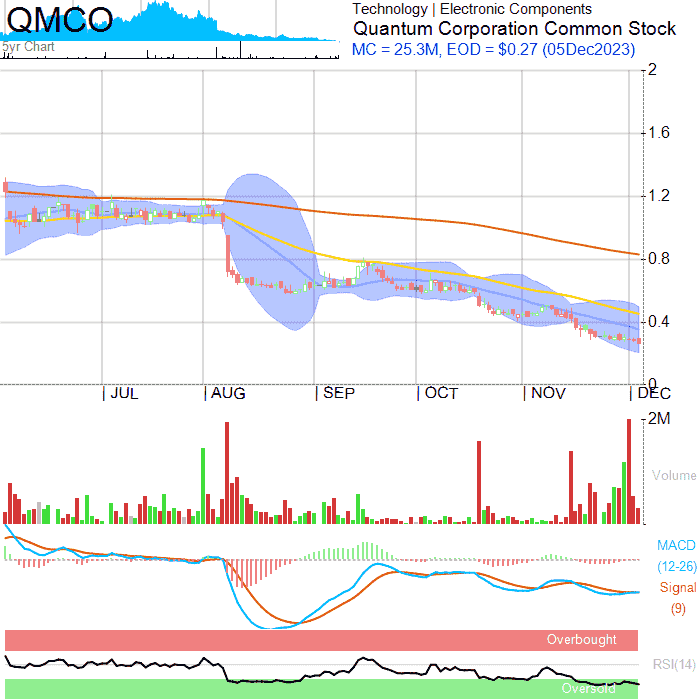 QMCO
5yr Chart
Technology | Electronic Components
Quantum Corporation Common Stock
MC = 25.3M, EOD = $0.27 (05Dec2023)
2
1.6
1.2
0.8
0.4
0
JUL
AUG
SEP
OCT
NOV
DEC
2M
Volume
MACD
(12-26)
Signal
(9)
Overbought
RSI(14)
Oversold